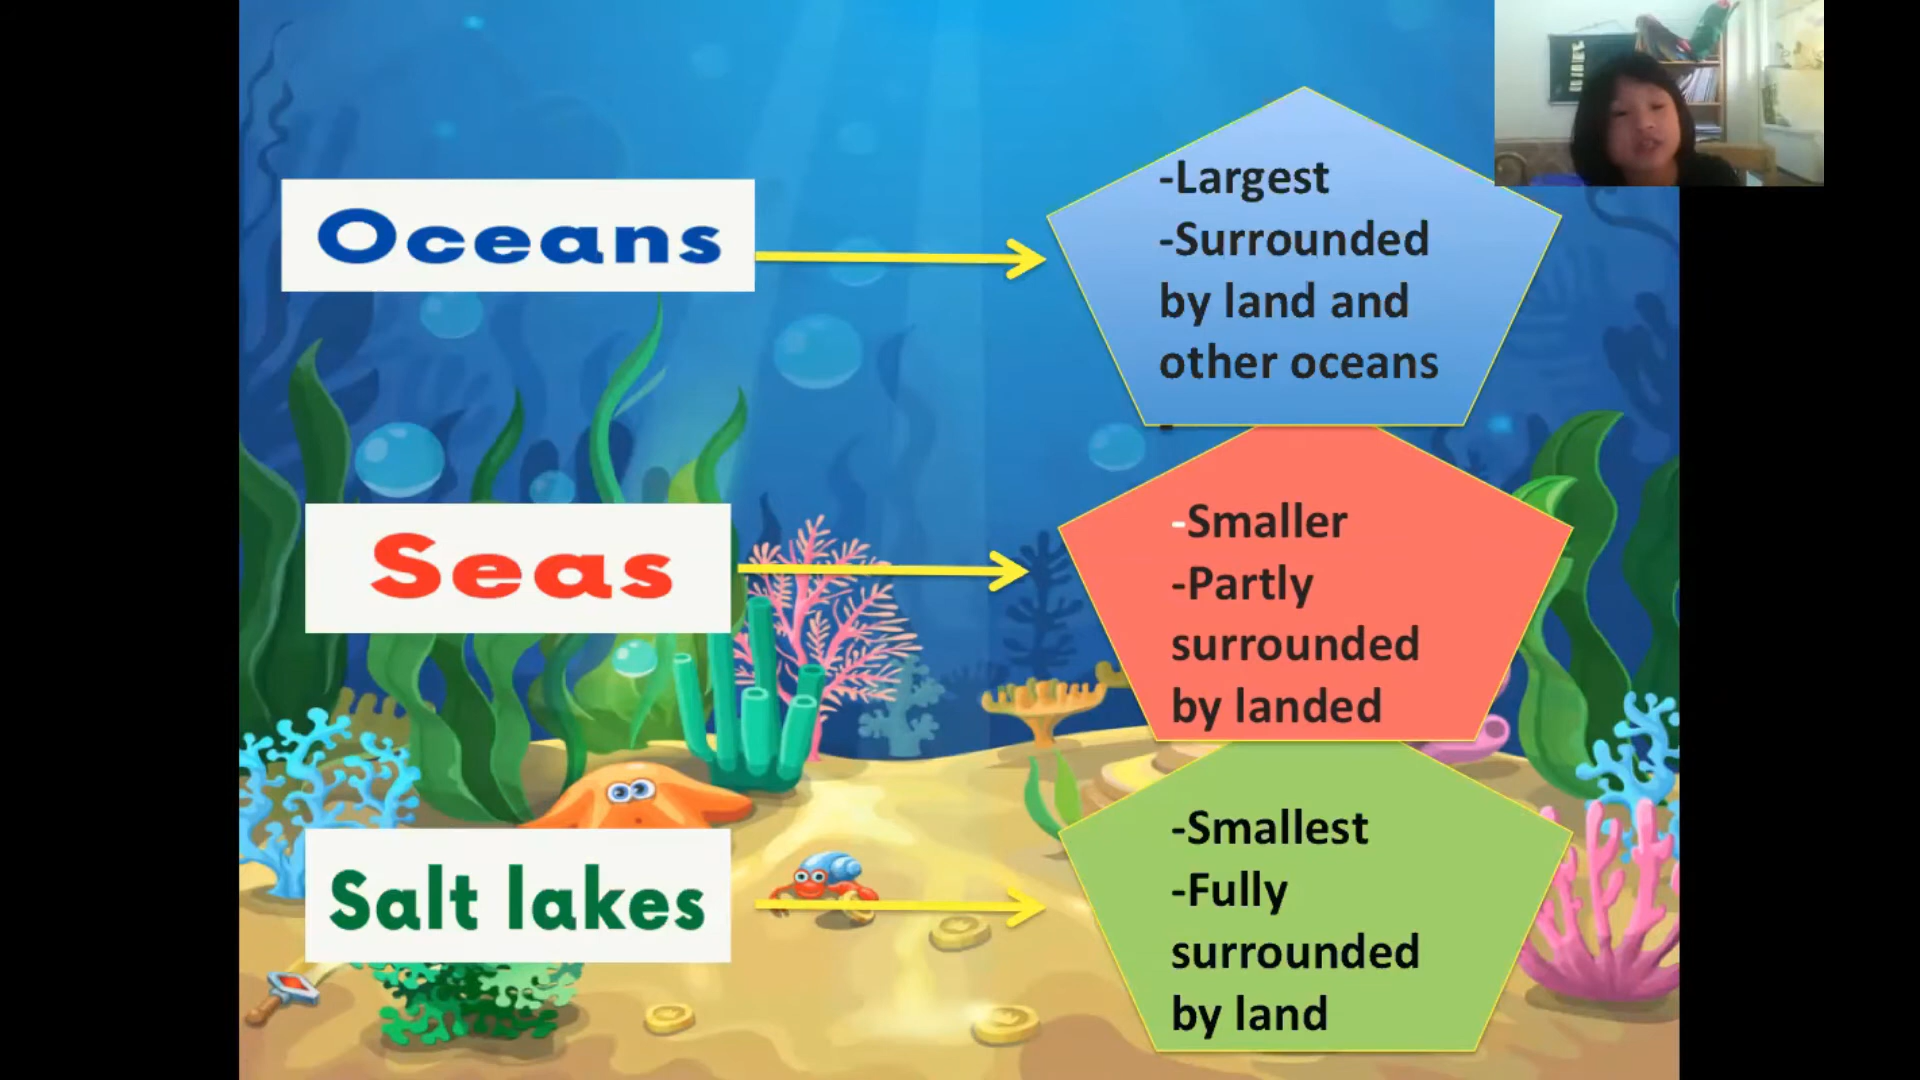 Oceans
-Largest
-Surrounded
by land and
other oceans
-
Seas
-Smaller
-Partly
surrounded
by landed
Salt lakes
-Smallest
-Fully
surrounded
by land